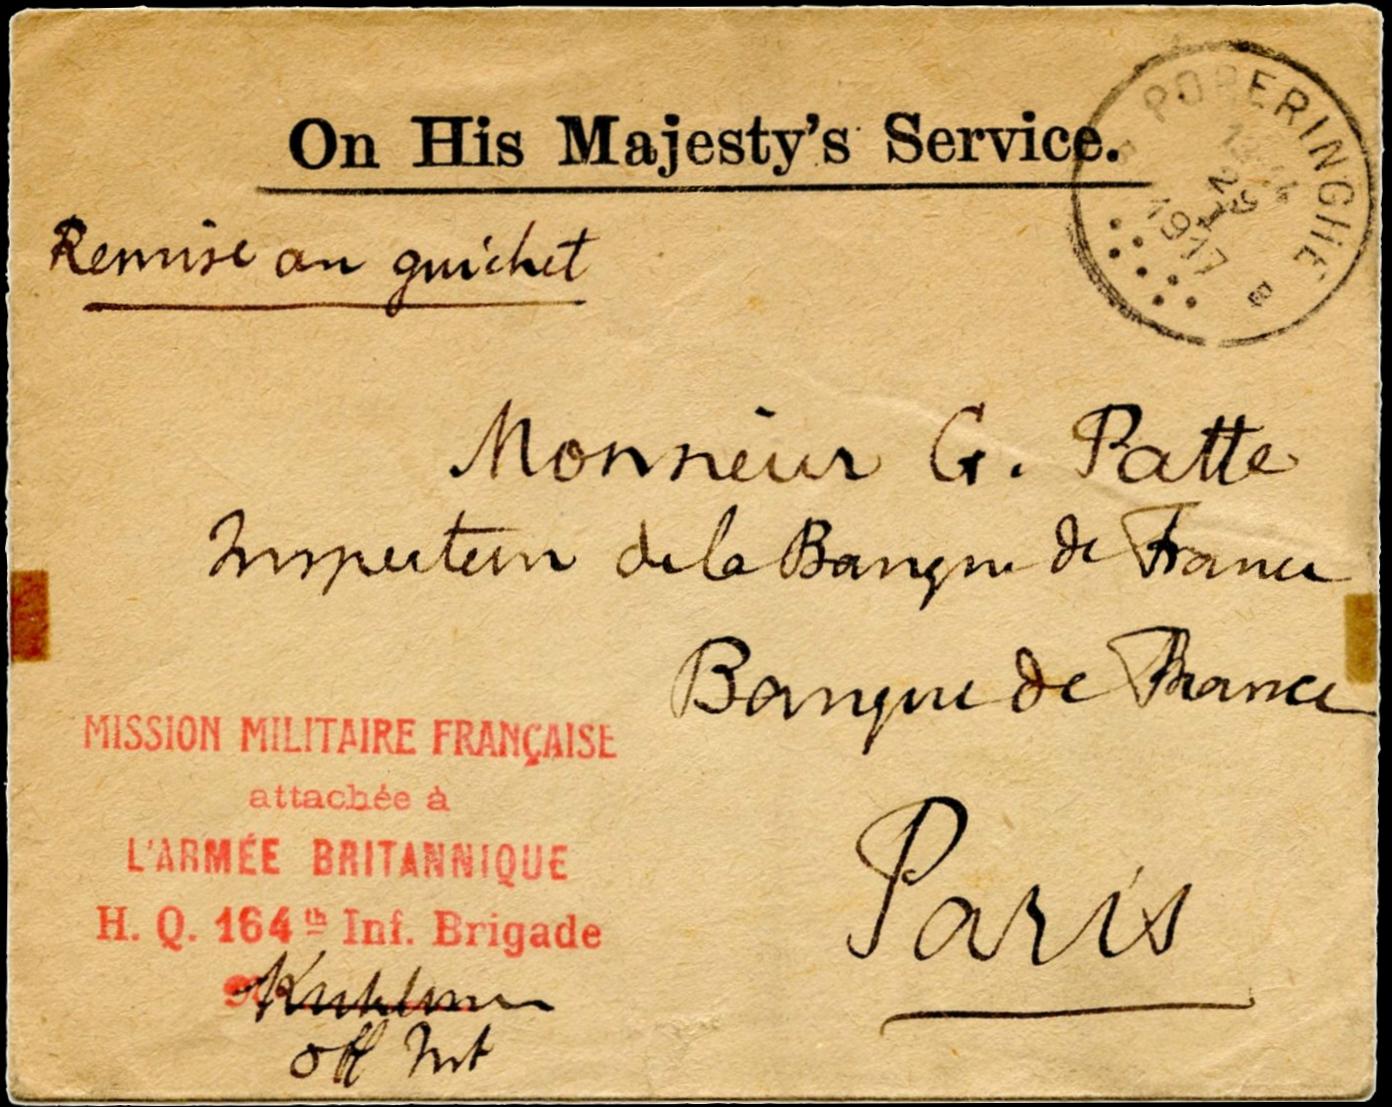 On His Majesty's Service.
POPERINGHE
1917
Remise au guichet
Monsieur G. Patte
Inspecteur de la Banque de France
Banque de France
Paris
MISSION MILITAIRE FRANÇAISE
attachée à
L'ARMÉE BRITANNIQUE
H. Q. 164th Inf. Brigade
off Int